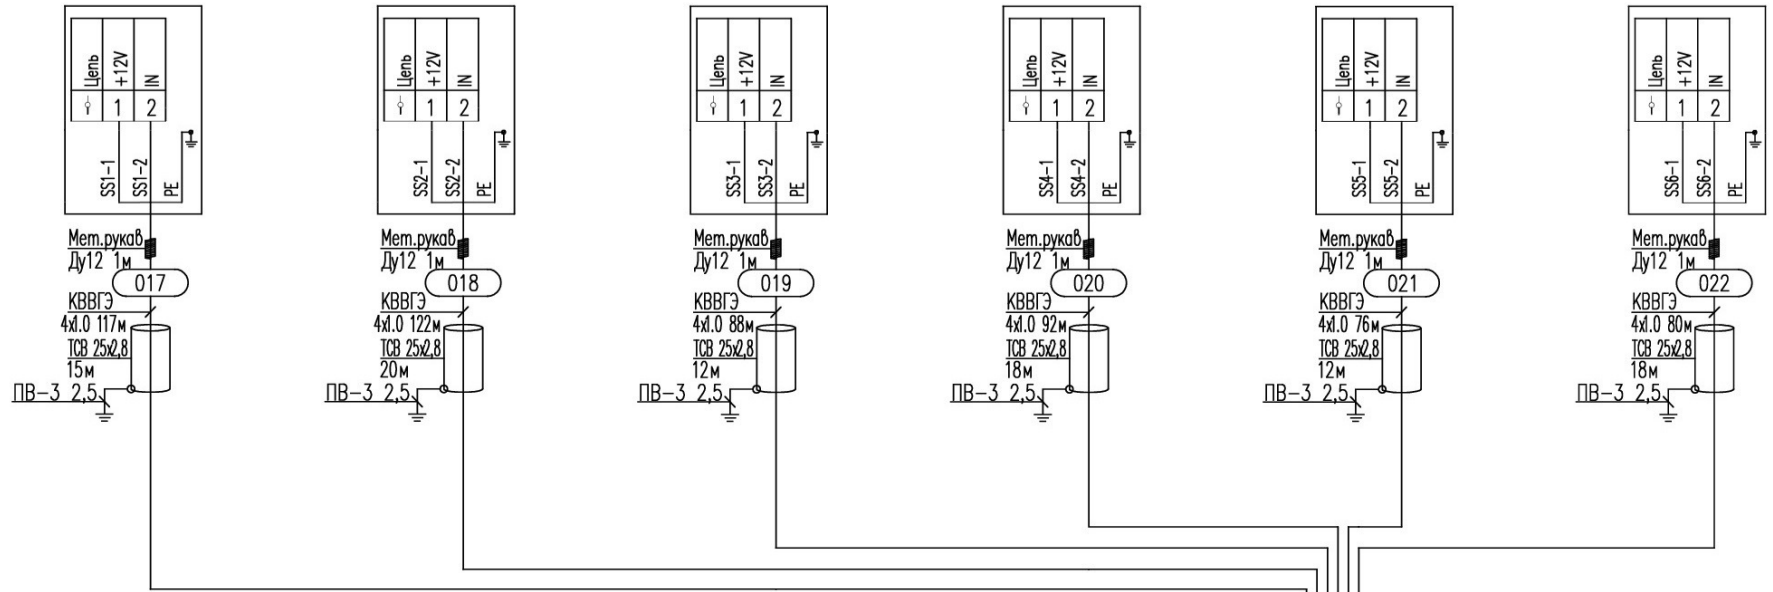 Цепь +12V IN
1 2
SS1-1 SS1-2 PE
Мет.рукав
Ду12 1м
017
КВВГЭ
4х1.0 117м
ТСВ 25х2,8
15м
ПВ-3 2,5
Цепь +12V IN
1 2
SS2-1 SS2-2 PE
Мет.рукав
Ду12 1м
018
КВВГЭ
4х1.0 122м
ТСВ 25х2,8
20м
ПВ-3 2,5
Цепь +12V IN
1 2
SS3-1 SS3-2 PE
Мет.рукав
Ду12 1м
019
КВВГЭ
4х1.0 88м
ТСВ 25х2,8
12м
ПВ-3 2,5
Цепь +12V IN
1 2
SS4-1 SS4-2 PE
Мет.рукав
Ду12 1м
020
КВВГЭ
4х1.0 92м
ТСВ 25х2,8
18м
ПВ-3 2,5
Цепь +12V IN
1 2
SS5-1 SS5-2 PE
Мет.рукав
Ду12 1м
021
КВВГЭ
4х1.0 76м
ТСВ 25х2,8
12м
ПВ-3 2,5
Цепь +12V IN
1 2
SS6-1 SS6-2 PE
Мет.рукав
Ду12 1м
022
КВВГЭ
4х1.0 80м
ТСВ 25х2,8
18м
ПВ-3 2,5